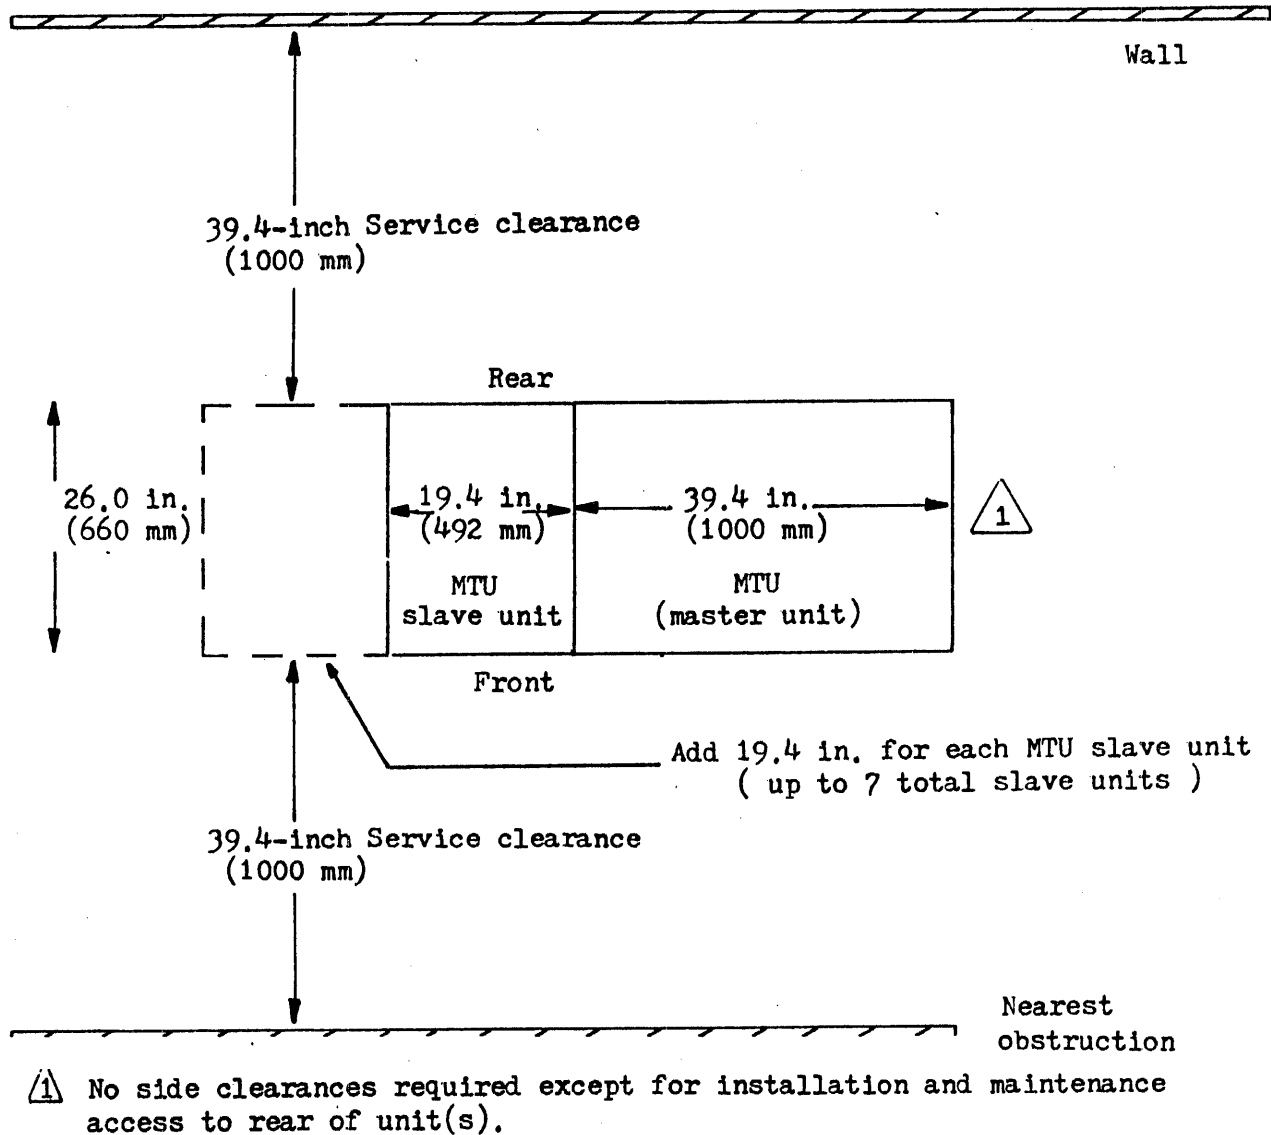 Wall
39.4-inch Service clearance
(1000 mm)
Rear
26.0 in.
(660 mm)
19.4 in.
(492 mm)
39.4 in.
(1000 mm)
1
MTU
slave unit
MTU
(master unit)
Front
Add 19.4 in. for each MTU slave unit
( up to 7 total slave units )
39.4-inch Service clearance
(1000 mm)
Nearest
obstruction
1 No side clearances required except for installation and maintenance
access to rear of unit(s).